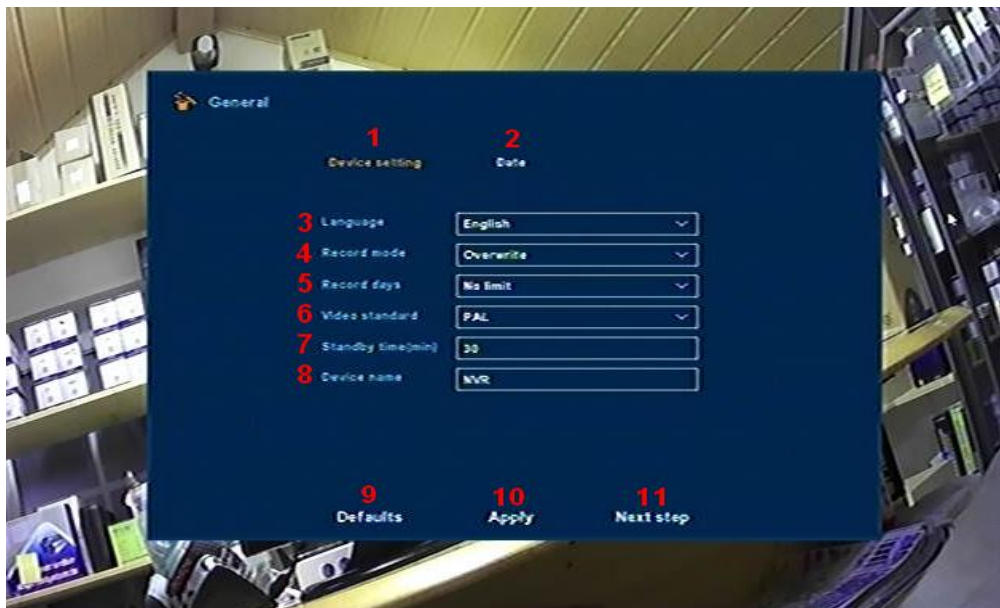 General
1 2
Device setting Date
3 Language English
4 Record mode Overwrite
5 Record days No limit
6 Video standard PAL
7 Standby time(min) 30
8 Device name NVR
9 10 11
Defaults Apply Next step